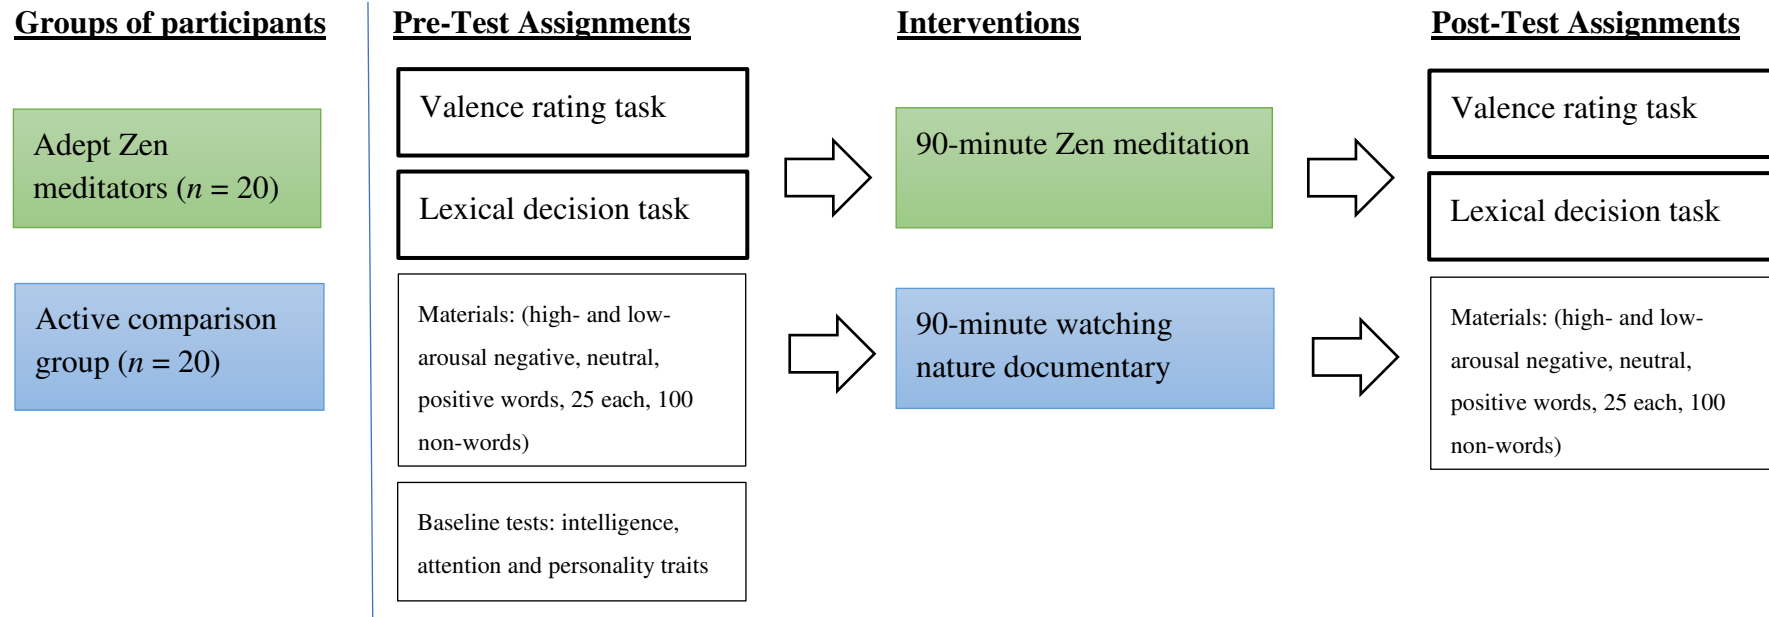 Groups of participants
Adept Zen
meditators (n = 20)
Active comparison
group (n = 20)
Pre-Test Assignments
Valence rating task
Lexical decision task
Materials: (high- and low-
arousal negative, neutral,
positive words, 25 each, 100
non-words)
Baseline tests: intelligence,
attention and personality traits
Interventions
90-minute Zen meditation
90-minute watching
nature documentary
Post-Test Assignments
Valence rating task
Lexical decision task
Materials: (high- and low-
arousal negative, neutral,
positive words, 25 each, 100
non-words)